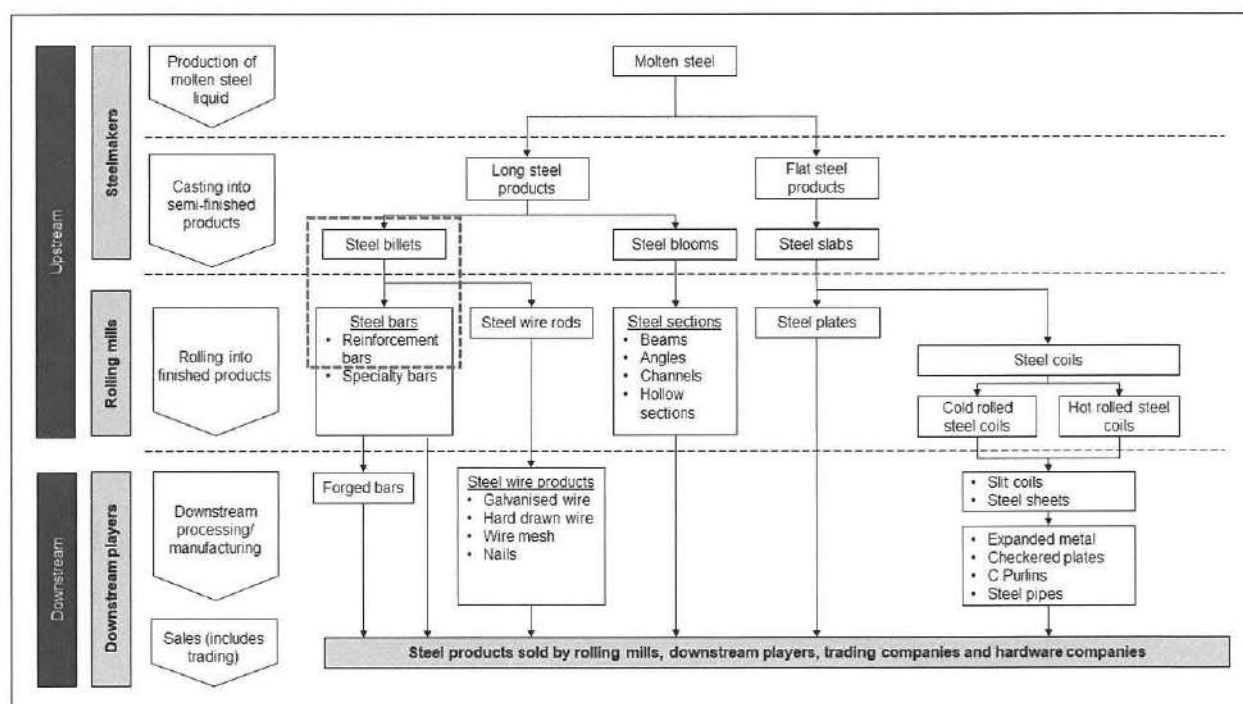 Upstream
Steelmakers
Production of
molten steel
liquid
Molten steel
Casting into
semi-finished
products
Long steel
products
Flat steel
products
Steel billets
Steel blooms
Steel slabs
Rolling mills
Rolling into
finished products
Steel bars
• Reinforcement
bars
• Specialty bars
Steel wire rods
Steel sections
• Beams
• Angles
• Channels
• Hollow
sections
Steel plates
Steel coils
Cold rolled
steel coils
Hot rolled steel
coils
Downstream
Downstream players
Downstream
processing/
manufacturing
Forged bars
Steel wire products
• Galvanised wire
• Hard drawn wire
• Wire mesh
• Nails
• Slit coils
• Steel sheets
• Expanded metal
• Checkered plates
• C Purlins
• Steel pipes
Sales (includes
trading)
Steel products sold by rolling mills, downstream players, trading companies and hardware companies